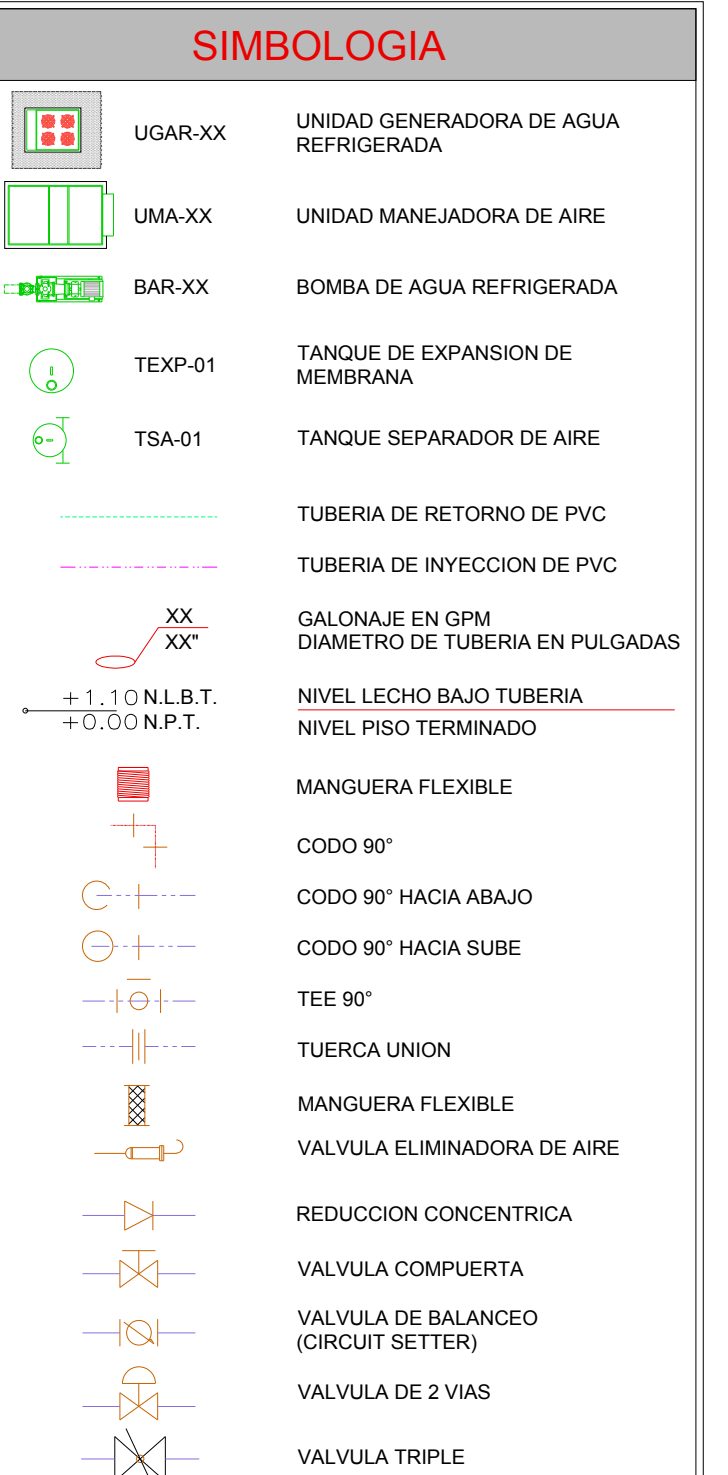 SIMBOLOGIA
UGAR-XX
UNIDAD GENERADORA DE AGUA
REFRIGERADA
UMA-XX
UNIDAD MANEJADORA DE AIRE
BAR-XX
BOMBA DE AGUA REFRIGERADA
TEXP-01
TANQUE DE EXPANSION DE
MEMBRANA
TSA-01
TANQUE SEPARADOR DE AIRE
TUBERIA DE RETORNO DE PVC
TUBERIA DE INYECCION DE PVC
XX
GALONAJE EN GPM
XX"
DIAMETRO DE TUBERIA EN PULGADAS
+1.10 N.L.B.T.
NIVEL LECHO BAJO TUBERIA
+0.00 N.P.T.
NIVEL PISO TERMINADO
MANGUERA FLEXIBLE
CODO 90°
CODO 90° HACIA ABAJO
CODO 90° HACIA SUBE
TEE 90°
TUERCA UNION
MANGUERA FLEXIBLE
VALVULA ELIMINADORA DE AIRE
REDUCCION CONCENTRICA
VALVULA COMPUERTA
VALVULA DE BALANCEO
(CIRCUIT SETTER)
VALVULA DE 2 VIAS
VALVULA TRIPLE